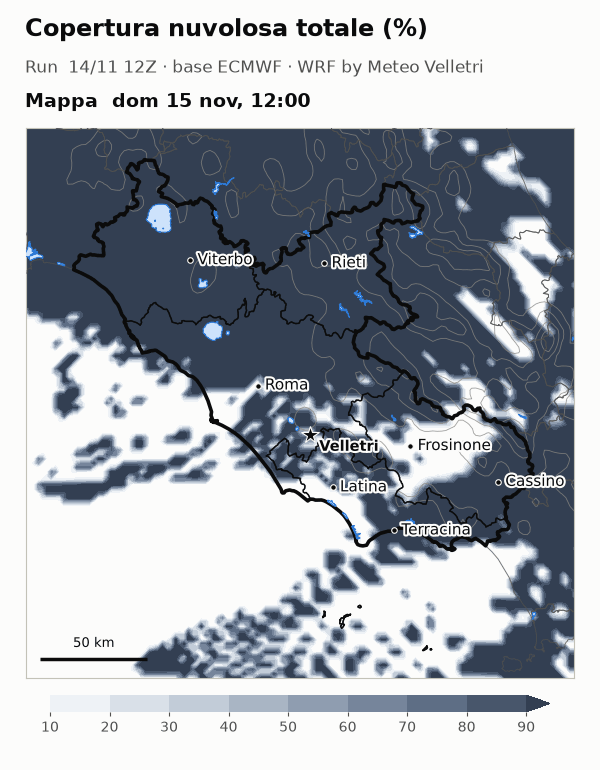 Copertura nuvolosa totale (%)
Run 14/11 12Z · base ECMWF · WRF by Meteo Velletri
Mappa dom 15 nov, 12:00
Viterbo
Rieti
Roma
Velletri
Frosinone
Latina
Cassino
Terracina
50 km
10 20 30 40 50 60 70 80 90